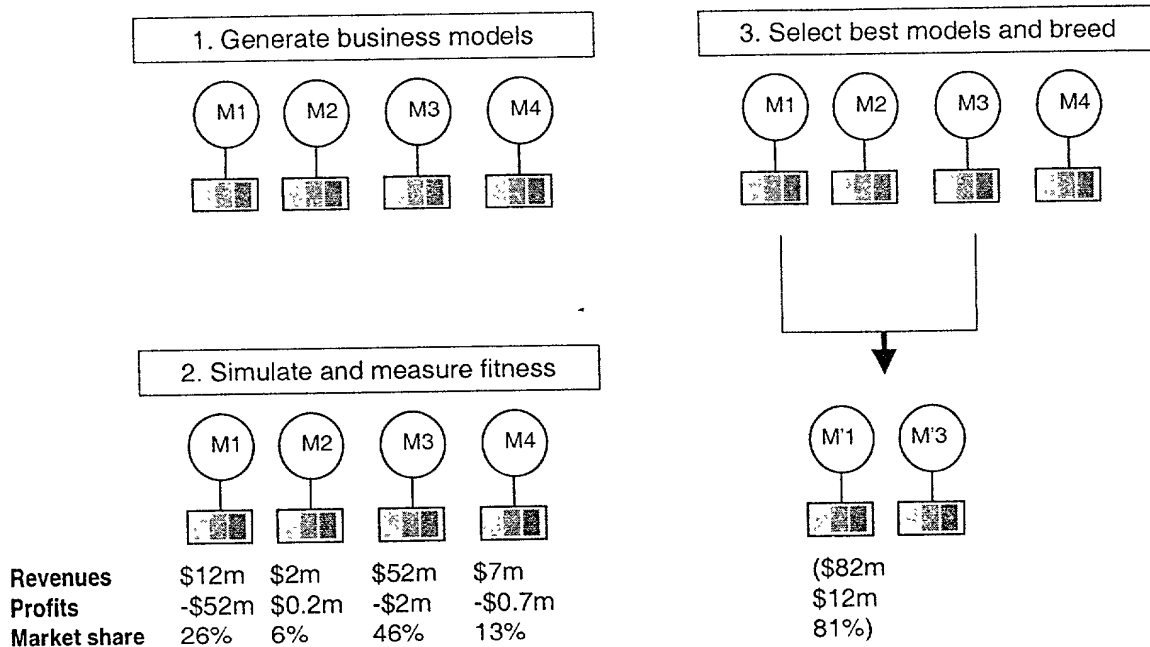 1. Generate business models
M1 M2 M3 M4
2. Simulate and measure fitness
M1 M2 M3 M4
Revenues $12m $2m $52m $7m
Profits -$52m $0.2m -$2m -$0.7m
Market share 26% 6% 46% 13%
3. Select best models and breed
M1 M2 M3 M4
M'1 M'3
($82m
$12m
81%)